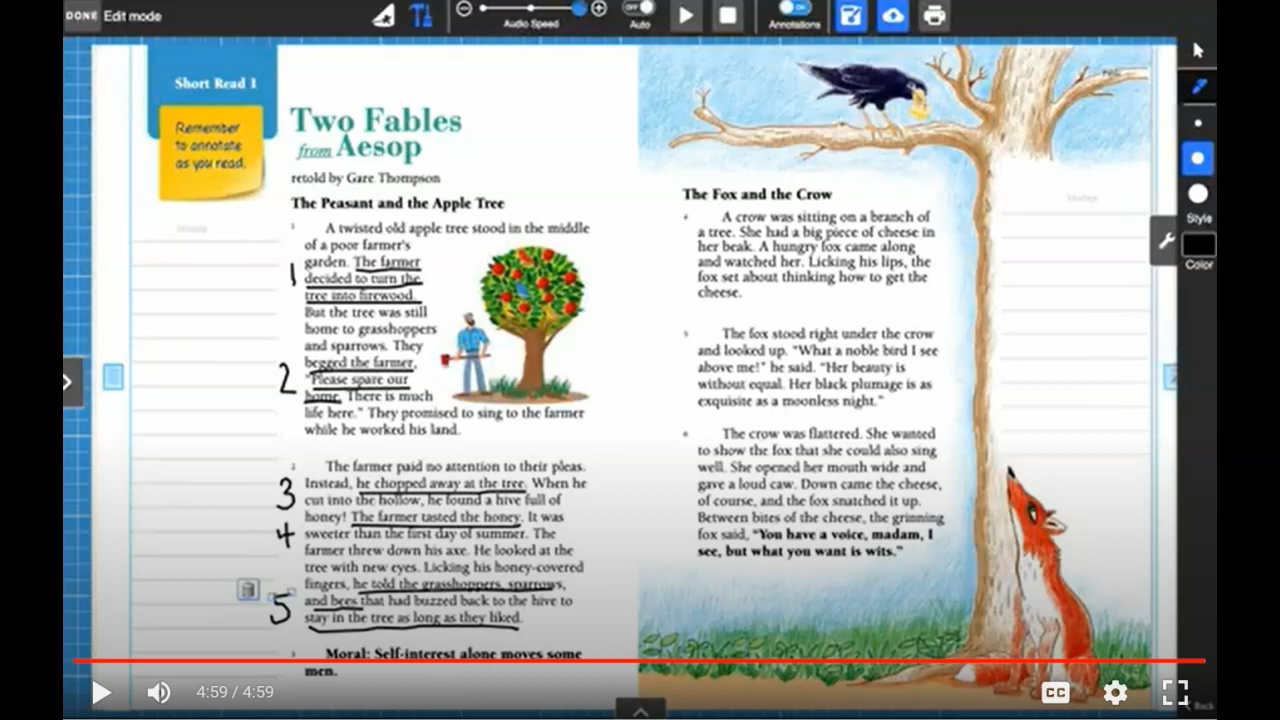 DONE Edit mode
Audio Speed
OFF
Auto
ON
Annotations
Short Read 1
Remember
to annotate
as you read.
Two Fables
from Aesop
retold by Gare Thompson
The Peasant and the Apple Tree
1 A twisted old apple tree stood in the middle
of a poor farmer's
garden. The farmer
1 decided to turn the
tree into firewood.
But the tree was still
home to grasshoppers
and sparrows. They
begged the farmer,
2 "Please spare our
home. There is much
life here." They promised to sing to the farmer
while he worked his land.
2 The farmer paid no attention to their pleas.
Instead, he chopped away at the tree. When he
3 cut into the hollow, he found a hive full of
honey! The farmer tasted the honey. It was
4 sweeter than the first day of summer. The
farmer threw down his axe. He looked at the
tree with new eyes. Licking his honey-covered
fingers, he told the grasshoppers, sparrows,
5 and bees that had buzzed back to the hive to
stay in the tree as long as they liked.
3 Moral: Self-interest alone moves some
men.
The Fox and the Crow
4 A crow was sitting on a branch of
a tree. She had a big piece of cheese in
her beak. A hungry fox came along
and watched her. Licking his lips, the
fox set about thinking how to get the
cheese.
5 The fox stood right under the crow
and looked up. "What a noble bird I see
above me!" he said. "Her beauty is
without equal. Her black plumage is as
exquisite as a moonless night."
6 The crow was flattered. She wanted
to show the fox that she could also sing
well. She opened her mouth wide and
gave a loud caw. Down came the cheese,
of course, and the fox snatched it up.
Between bites of the cheese, the grinning
fox said, "You have a voice, madam, I
see, but what you want is wits."
Notes
Style
Color
Back
4:59 / 4:59
CC